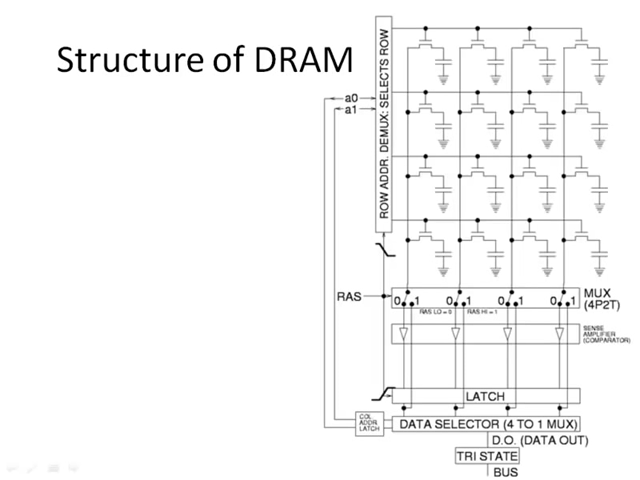 Structure of DRAM
ROW ADDR. DEMUX: SELECTS ROW
a0
a1
RAS
0 1 0 1 0 1 0 1
MUX
(4P2T)
RAS LO = 0 RAS HI = 1
SENSE
AMPLIFIER
(COMPARATOR)
LATCH
COL
ADDR
LATCH
DATA SELECTOR (4 TO 1 MUX)
D.O. (DATA OUT)
TRI STATE
BUS